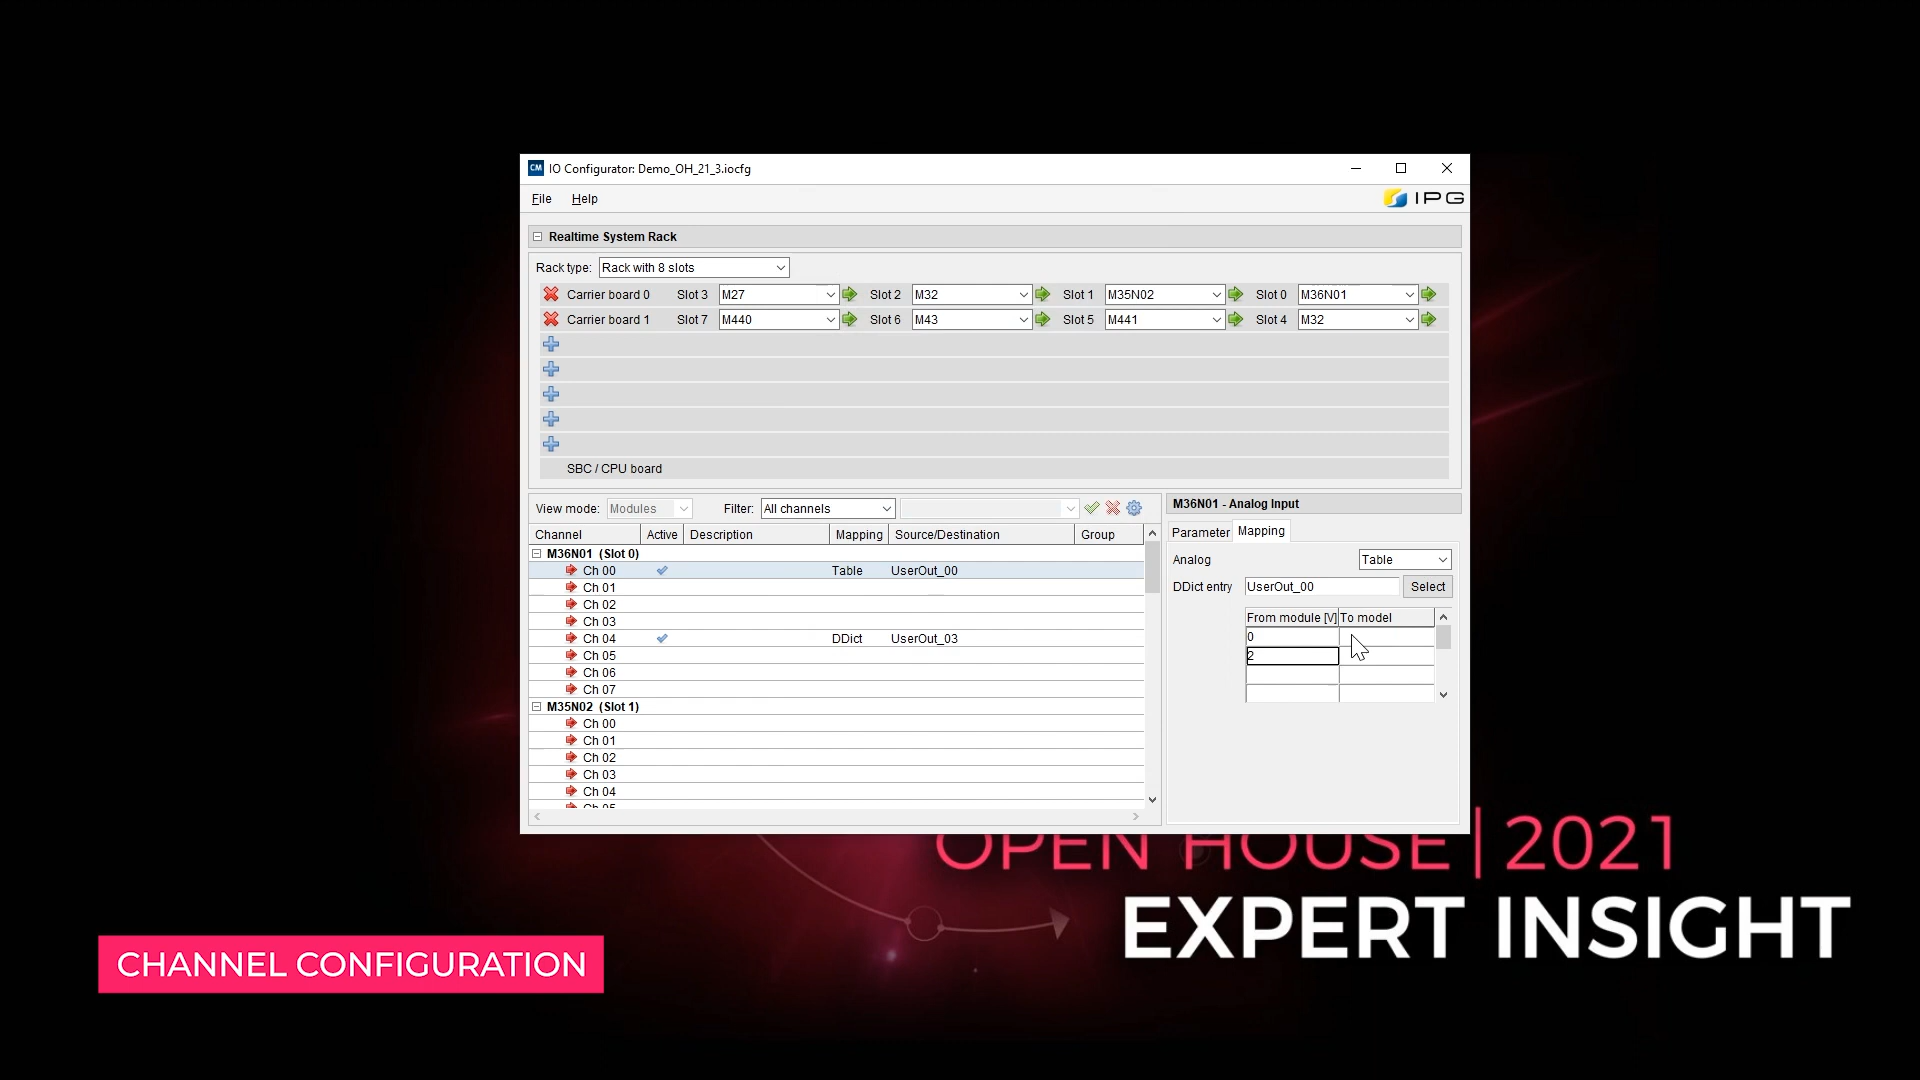 CM IO Configurator: Demo_OH_21_3.iocfg
File Help
IPG
Realtime System Rack
Rack type: Rack with 8 slots
Carrier board 0 Slot 3 M27 Slot 2 M32 Slot 1 M35N02 Slot 0 M36N01
Carrier board 1 Slot 7 M440 Slot 6 M43 Slot 5 M441 Slot 4 M32
SBC / CPU board
View mode: Modules Filter: All channels
Channel Active Description Mapping Source/Destination Group
M36N01 (Slot 0)
Ch 00 Table UserOut_00
Ch 01
Ch 02
Ch 03
Ch 04 DDict UserOut_03
Ch 05
Ch 06
Ch 07
M35N02 (Slot 1)
Ch 00
Ch 01
Ch 02
Ch 03
Ch 04
Ch 05
M36N01 - Analog Input
Parameter Mapping
Analog Table
DDict entry UserOut_00 Select
From module [V] To model
0
2
OPEN HOUSE | 2021
EXPERT INSIGHT
CHANNEL CONFIGURATION